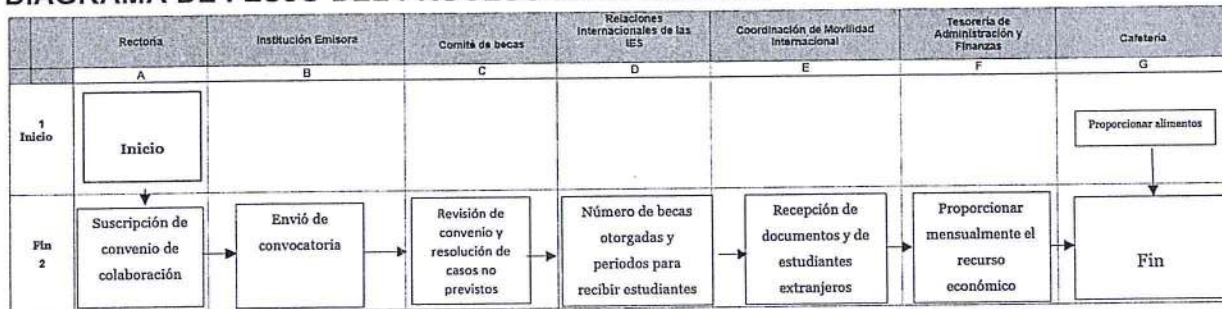 DIAGRAMA DE FLUJO DEL PROCESO
Rectoría
Institución Emisora
Comité de becas
Relaciones
Internacionales de las
IES
Coordinación de Movilidad
Internacional
Tesorería de
Administración y
Finanzas
Cafetería
A
B
C
D
E
F
G
1
Inicio
Inicio
Proporcionar alimentos
Fin
2
Suscripción de
convenio de
colaboración
Envió de
convocatoria
Revisión de
convenio y
resolución de
casos no
previstos
Número de becas
otorgadas y
periodos para
recibir estudiantes
Recepción de
documentos y de
estudiantes
extranjeros
Proporcionar
mensualmente el
recurso
económico
Fin